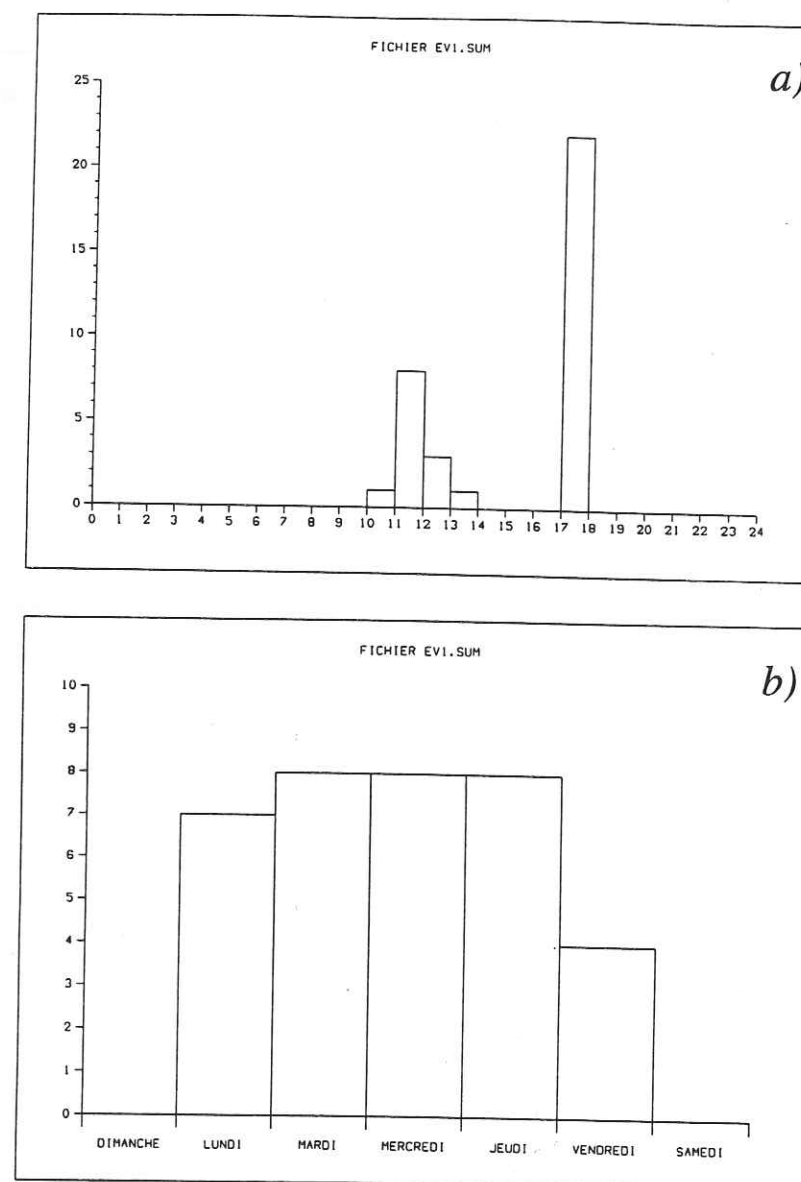 FICHIER EV1.SUM
a)
25
20
15
10
5
0
0 1 2 3 4 5 6 7 8 9 10 11 12 13 14 15 16 17 18 19 20 21 22 23 24
FICHIER EV1.SUM
b)
10
9
8
7
6
5
4
3
2
1
0
DIMANCHE LUNDI MARDI MERCREDI JEUDI VENDREDI SAMEDI